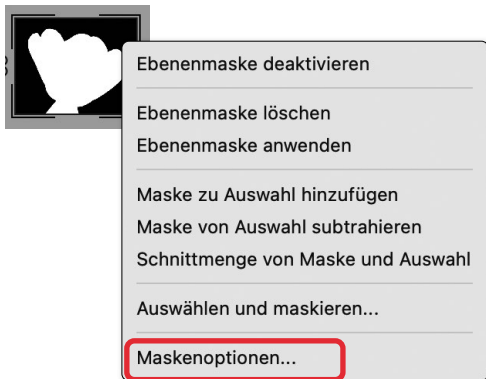 Ebenenmaske deaktivieren
Ebenenmaske löschen
Ebenenmaske anwenden
Maske zu Auswahl hinzufügen
Maske von Auswahl subtrahieren
Schnittmenge von Maske und Auswahl
Auswählen und maskieren...
Maskenoptionen...